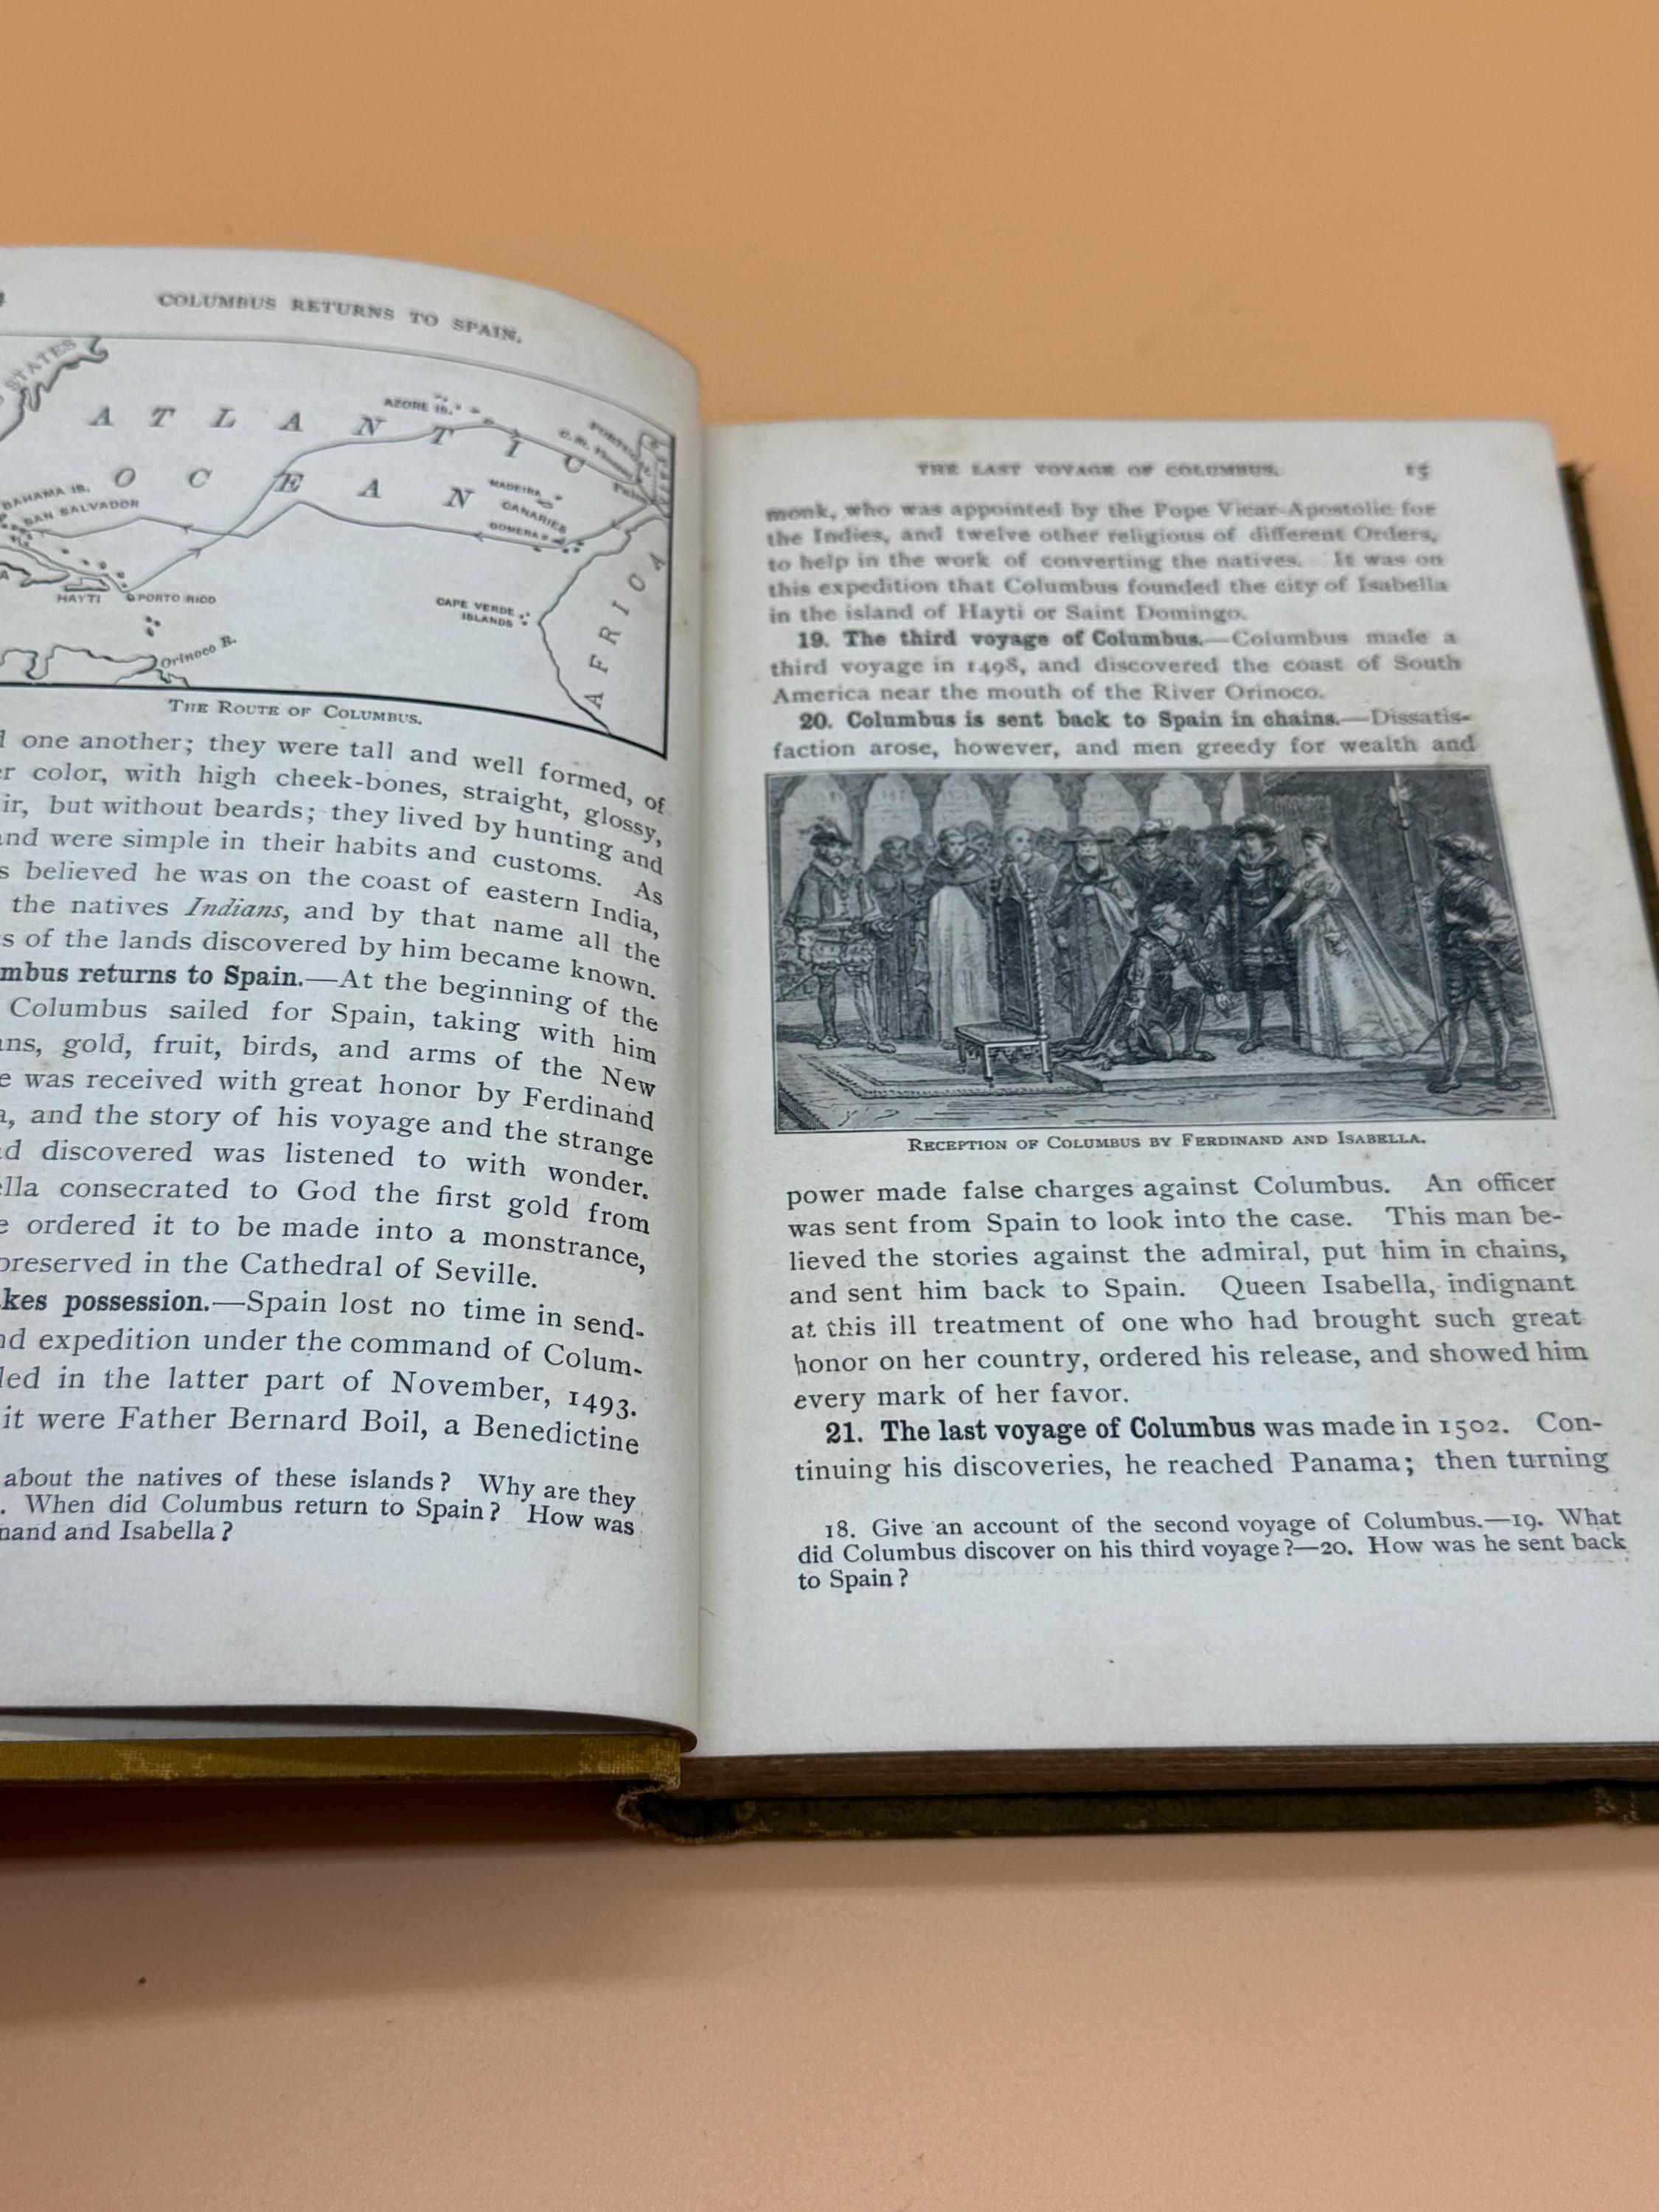 COLUMBUS RETURNS TO SPAIN.
STATES
ATLANTIC
OCEAN
AZORE IS.
PORTUGAL
C. St. Vincent
Palos
MADEIRA
CANARIES
GOMERA
BAHAMA IS.
SAN SALVADOR
HAYTI
PORTO RICO
CAPE VERDE
ISLANDS
AFRICA
Orinoco R.
THE ROUTE OF COLUMBUS.
one another; they were tall and well formed, of
color, with high cheek-bones, straight, glossy,
but without beards; they lived by hunting and
were simple in their habits and customs. As
believed he was on the coast of eastern India,
the natives Indians, and by that name all the
of the lands discovered by him became known.
mbus returns to Spain.—At the beginning of the
Columbus sailed for Spain, taking with him
ns, gold, fruit, birds, and arms of the New
was received with great honor by Ferdinand
and the story of his voyage and the strange
discovered was listened to with wonder.
lla consecrated to God the first gold from
ordered it to be made into a monstrance,
preserved in the Cathedral of Seville.
kes possession.—Spain lost no time in send-
expedition under the command of Colum-
led in the latter part of November, 1493.
it were Father Bernard Boil, a Benedictine
about the natives of these islands? Why are they
. When did Columbus return to Spain? How was
nand and Isabella?
THE LAST VOYAGE OF COLUMBUS. 15
monk, who was appointed by the Pope Vicar-Apostolic for
the Indies, and twelve other religious of different Orders,
to help in the work of converting the natives. It was on
this expedition that Columbus founded the city of Isabella
in the island of Hayti or Saint Domingo.
19. The third voyage of Columbus.—Columbus made a
third voyage in 1498, and discovered the coast of South
America near the mouth of the River Orinoco.
20. Columbus is sent back to Spain in chains.—Dissatis-
faction arose, however, and men greedy for wealth and
RECEPTION OF COLUMBUS BY FERDINAND AND ISABELLA.
power made false charges against Columbus. An officer
was sent from Spain to look into the case. This man be-
lieved the stories against the admiral, put him in chains,
and sent him back to Spain. Queen Isabella, indignant
at this ill treatment of one who had brought such great
honor on her country, ordered his release, and showed him
every mark of her favor.
21. The last voyage of Columbus was made in 1502. Con-
tinuing his discoveries, he reached Panama; then turning
18. Give an account of the second voyage of Columbus.—19. What
did Columbus discover on his third voyage?—20. How was he sent back
to Spain?